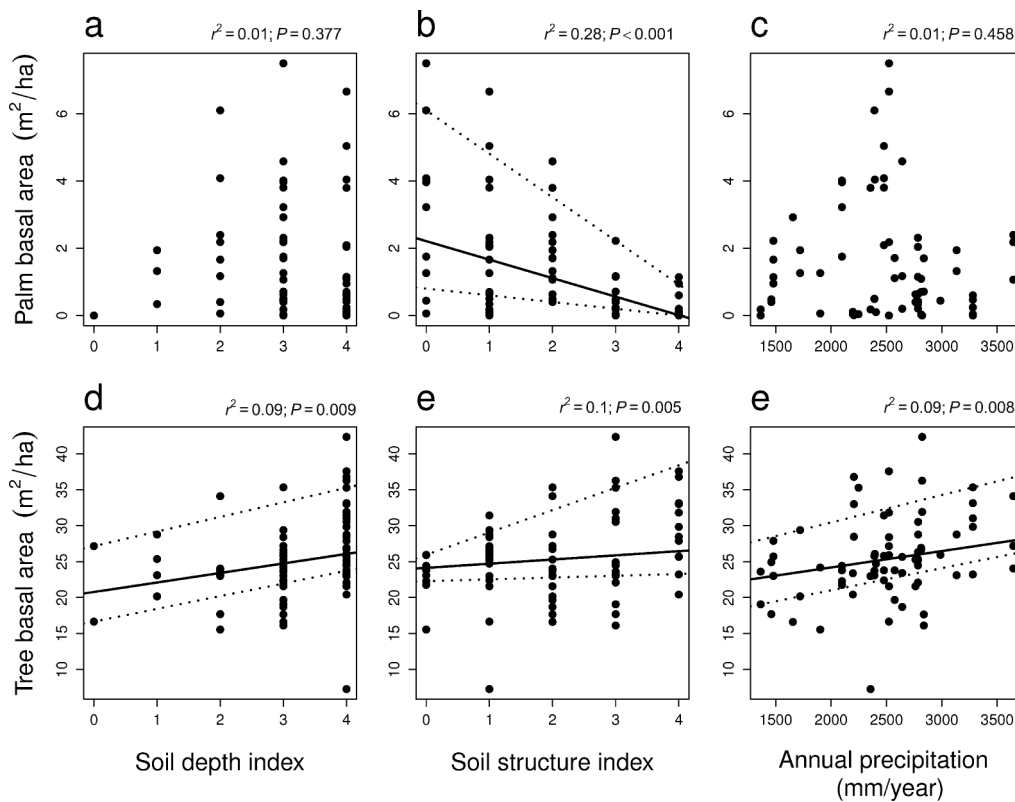 a
r² = 0.01; P = 0.377
b
r² = 0.28; P < 0.001
c
r² = 0.01; P = 0.458
Palm basal area (m²/ha)
0 2 4 6
0 1 2 3 4
0 2 4 6
0 1 2 3 4
0 2 4 6
1500 2000 2500 3000 3500
d
r² = 0.09; P = 0.009
e
r² = 0.1; P = 0.005
e
r² = 0.09; P = 0.008
Tree basal area (m²/ha)
10 15 20 25 30 35 40
0 1 2 3 4
10 15 20 25 30 35 40
0 1 2 3 4
10 15 20 25 30 35 40
1500 2000 2500 3000 3500
Soil depth index
Soil structure index
Annual precipitation
(mm/year)